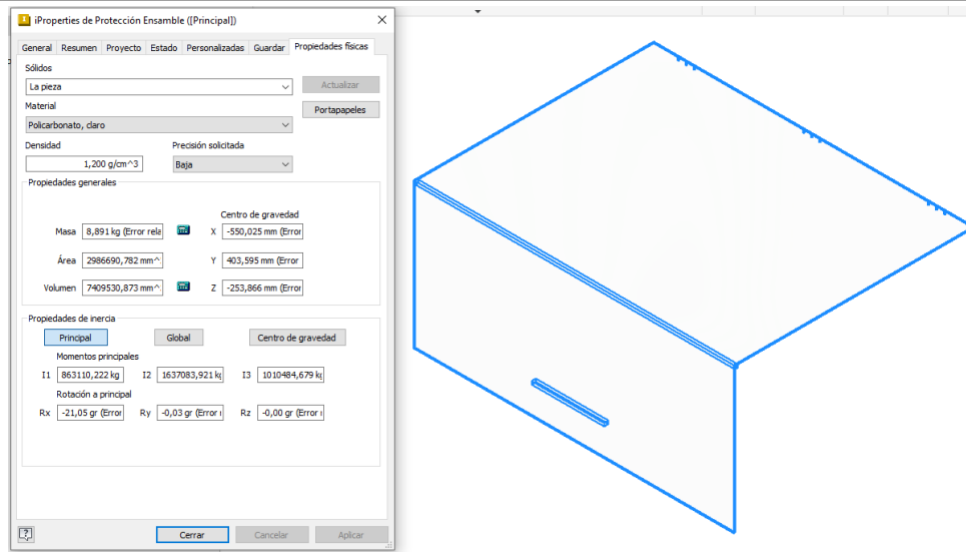 iProperties de Protección Ensamble ([Principal])
General Resumen Proyecto Estado Personalizadas Guardar Propiedades físicas
Sólidos
La pieza
Actualizar
Material
Portapapeles
Policarbonato, claro
Densidad Precisión solicitada
1,200 g/cm^3 Baja
Propiedades generales
Centro de gravedad
Masa 8,891 kg (Error rela X -550,025 mm (Error
Área 2986690,782 mm^ Y 403,595 mm (Error
Volumen 7409530,873 mm^ Z -253,866 mm (Error
Propiedades de inercia
Principal Global Centro de gravedad
Momentos principales
I1 863110,222 kg I2 1637083,921 kg I3 1010484,679 kg
Rotación a principal
Rx -21,05 gr (Error Ry -0,03 gr (Error Rz -0,00 gr (Error
?
Cerrar Cancelar Aplicar